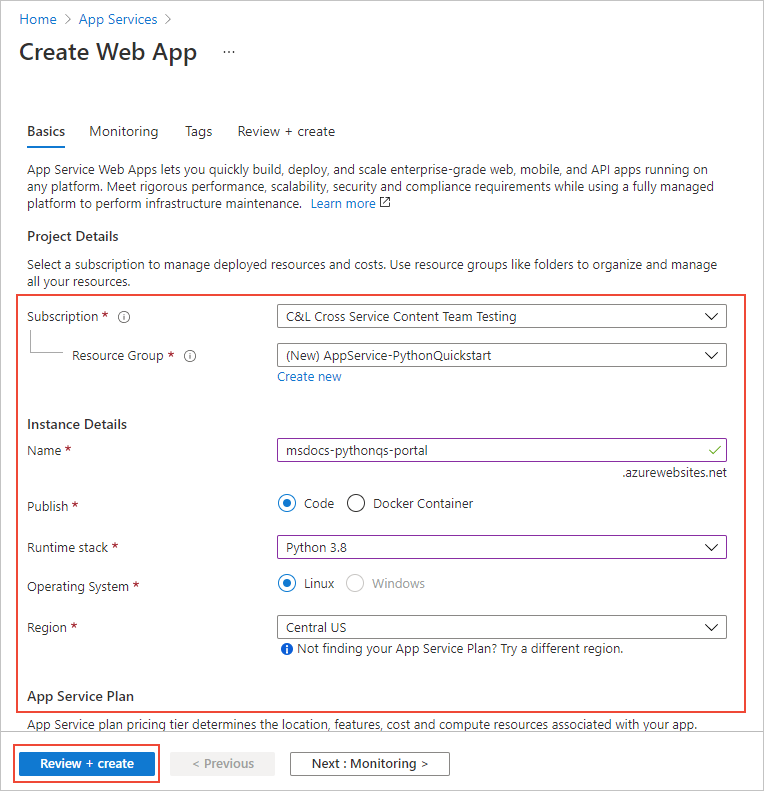 Home > App Services >
Create Web App ...
Basics Monitoring Tags Review + create
App Service Web Apps lets you quickly build, deploy, and scale enterprise-grade web, mobile, and API apps running on
any platform. Meet rigorous performance, scalability, security and compliance requirements while using a fully managed
platform to perform infrastructure maintenance. Learn more
Project Details
Select a subscription to manage deployed resources and costs. Use resource groups like folders to organize and manage
all your resources.
Subscription * C&L Cross Service Content Team Testing
Resource Group * (New) AppService-PythonQuickstart
Create new
Instance Details
Name * msdocs-pythonqs-portal
.azurewebsites.net
Publish * Code Docker Container
Runtime stack * Python 3.8
Operating System * Linux Windows
Region * Central US
Not finding your App Service Plan? Try a different region.
App Service Plan
App Service plan pricing tier determines the location, features, cost and compute resources associated with your app.
Review + create < Previous Next : Monitoring >